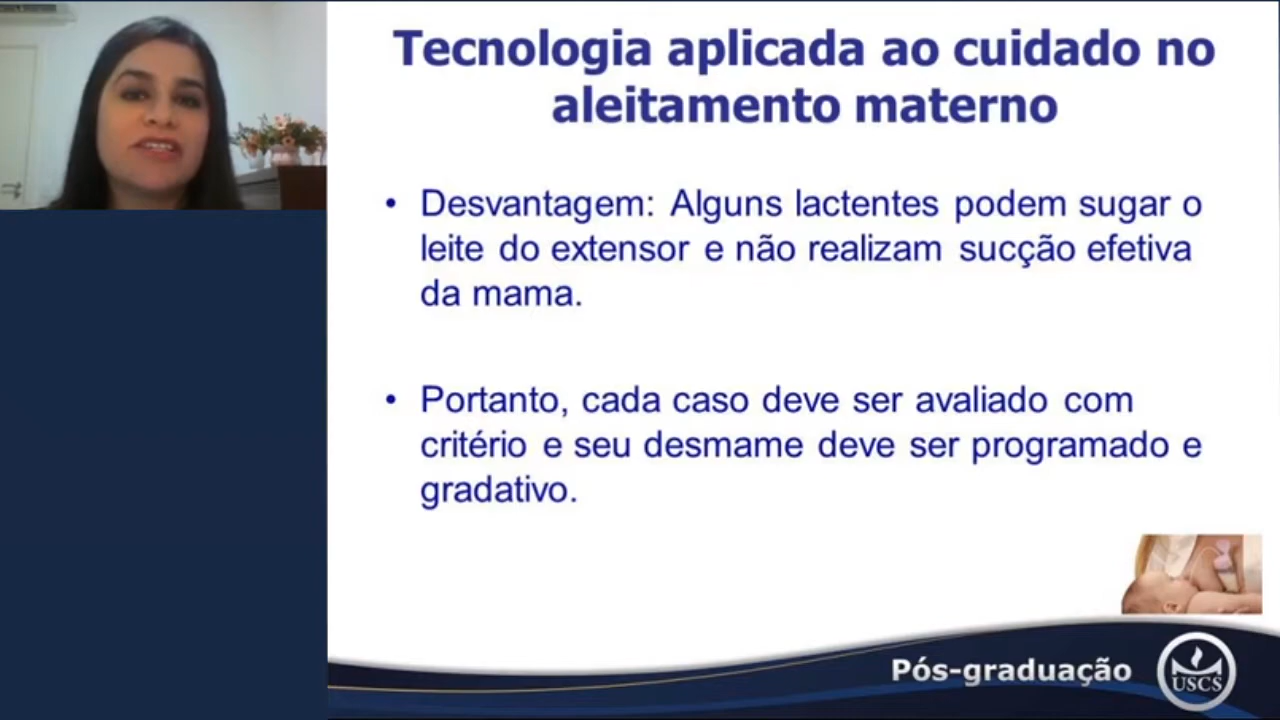 Tecnologia aplicada ao cuidado no
aleitamento materno
• Desvantagem: Alguns lactentes podem sugar o
leite do extensor e não realizam sucção efetiva
da mama.
• Portanto, cada caso deve ser avaliado com
critério e seu desmame deve ser programado e
gradativo.
Pós-graduação
USCS